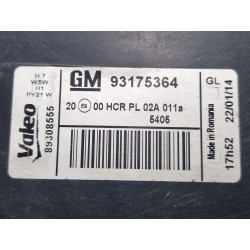 H7
W5W
H1
PY21W
Valeo
89308555
GM 93175364
20 E9 00 HCR PL 02A 011a
5405
GL
Made in Romania
22/01/14
17h52